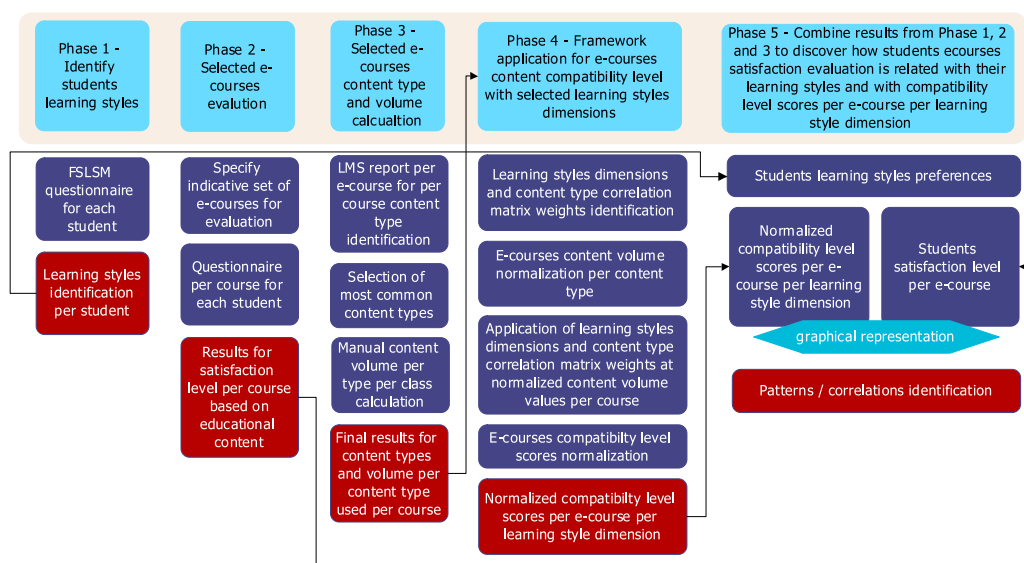 Phase 1 -
Identify
students
learning styles
Phase 2 -
Selected e-
courses
evalution
Phase 3 -
Selected e-
courses
content type
and volume
calcualtion
Phase 4 - Framework
application for e-courses
content compatibility level
with selected learning styles
dimensions
Phase 5 - Combine results from Phase 1, 2
and 3 to discover how students ecourses
satisfaction evaluation is related with their
learning styles and with compatibility
level scores per e-course per learning
style dimension
FSLSM
questionnaire
for each
student
Learning styles
identification
per student
Specify
indicative set of
e-courses for
evaluation
Questionnaire
per course for
each student
Results for
satisfaction
level per course
based on
educational
content
LMS report per
e-course for per
course content
type
identification
Selection of
most common
content types
Manual content
volume per
type per class
calculation
Final results for
content types
and volume per
content type
used per course
Learning styles dimensions
and content type correlation
matrix weights identification
E-courses content volume
normalization per content
type
Application of learning styles
dimensions and content type
correlation matrix weights at
normalized content volume
values per course
E-courses compatibilty level
scores normalization
Normalized compatibilty level
scores per e-course per
learning style dimension
Students learning styles preferences
Normalized
compatibility level
scores per e-
course per learning
style dimension
Students
satisfaction level
per e-course
graphical representation
Patterns / correlations identification